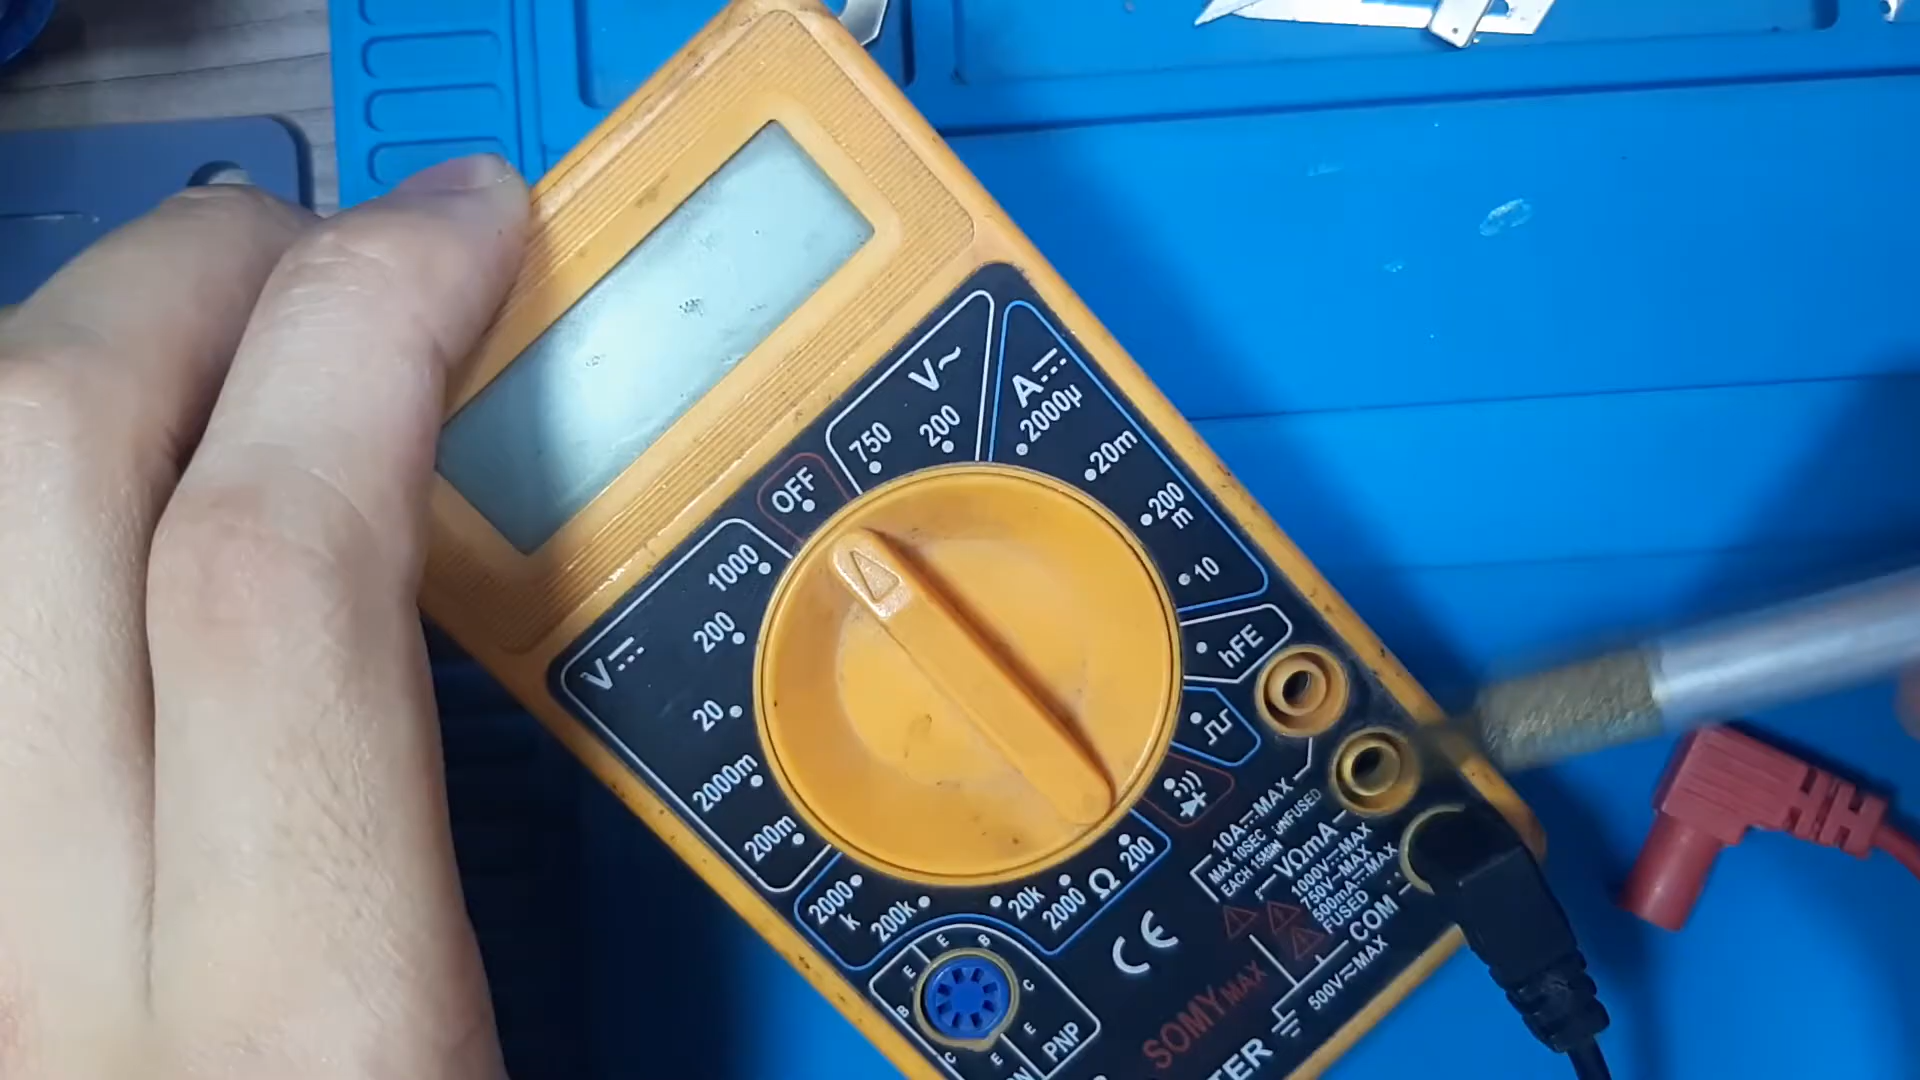 V~
750
200
A
2000µ
20m
200
m
10
hFE
OFF
1000
200
20
2000m
200m
V
2000
k
200k
20k
2000
Ω
200
10A MAX
MAX 10SEC UNFUSED
EACH 15MIN
VΩmA
1000V MAX
750V~MAX
500mA MAX
FUSED
COM
500V MAX
CE
SOMY MAX
E
B
C
E
PNP
E
B
C
E